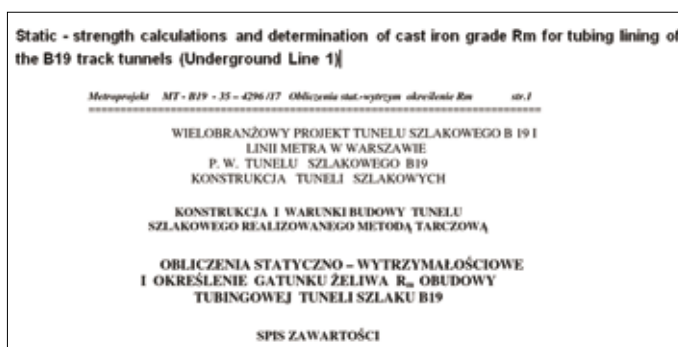 Static - strength calculations and determination of cast iron grade Rm for tubing lining of
the B19 track tunnels (Underground Line 1)
Metroprojekt MT - B19 - 35 – 4296 /17 Obliczenia stat.-wytrzym określenie Rm str.1
WIELOBRANŻOWY PROJEKT TUNELU SZLAKOWEGO B 19 I
LINII METRA W WARSZAWIE
P. W. TUNELU SZLAKOWEGO B19
KONSTRUKCJA TUNELI SZLAKOWYCH
KONSTRUKCJA I WARUNKI BUDOWY TUNELU
SZLAKOWEGO REALIZOWANEGO METODĄ TARCZOWĄ
OBLICZENIA STATYCZNO – WYTRZYMAŁOŚCIOWE
I OKREŚLENIE GATUNKU ŻELIWA Rm OBUDOWY
TUBINGOWEJ TUNELI SZLAKU B19
SPIS ZAWARTOŚCI